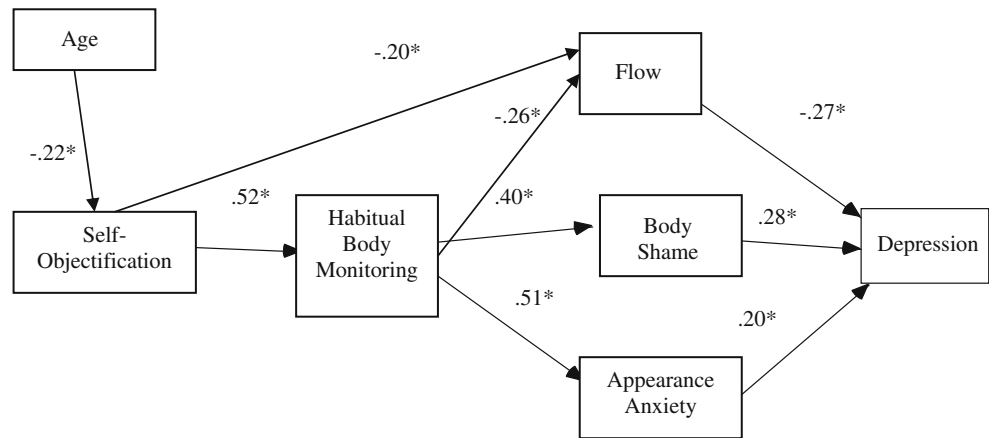 Age
-.20*
Flow
-.22*
-.26*
-.27*
.52*
Self-
Objectification
Habitual
Body
Monitoring
.40*
Body
Shame
.28*
Depression
.51*
.20*
Appearance
Anxiety